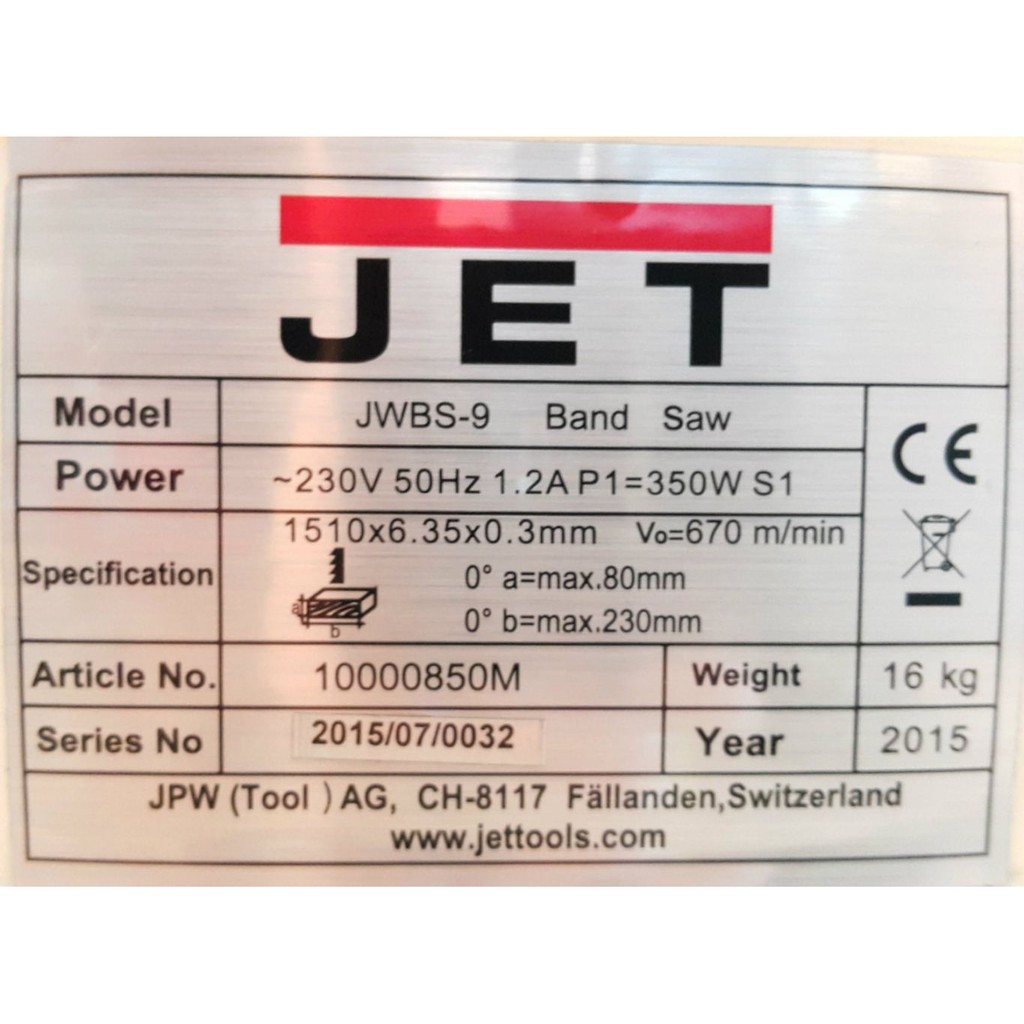 JET
Model JWBS-9 Band Saw
CE
Power ~230V 50Hz 1.2A P1=350W S1
Specification
1510x6.35x0.3mm Vo=670 m/min
0° a=max.80mm
0° b=max.230mm
a
b
Article No. 10000850M Weight 16 kg
Series No 2015/07/0032 Year 2015
JPW (Tool ) AG, CH-8117 Fällanden,Switzerland
www.jettools.com